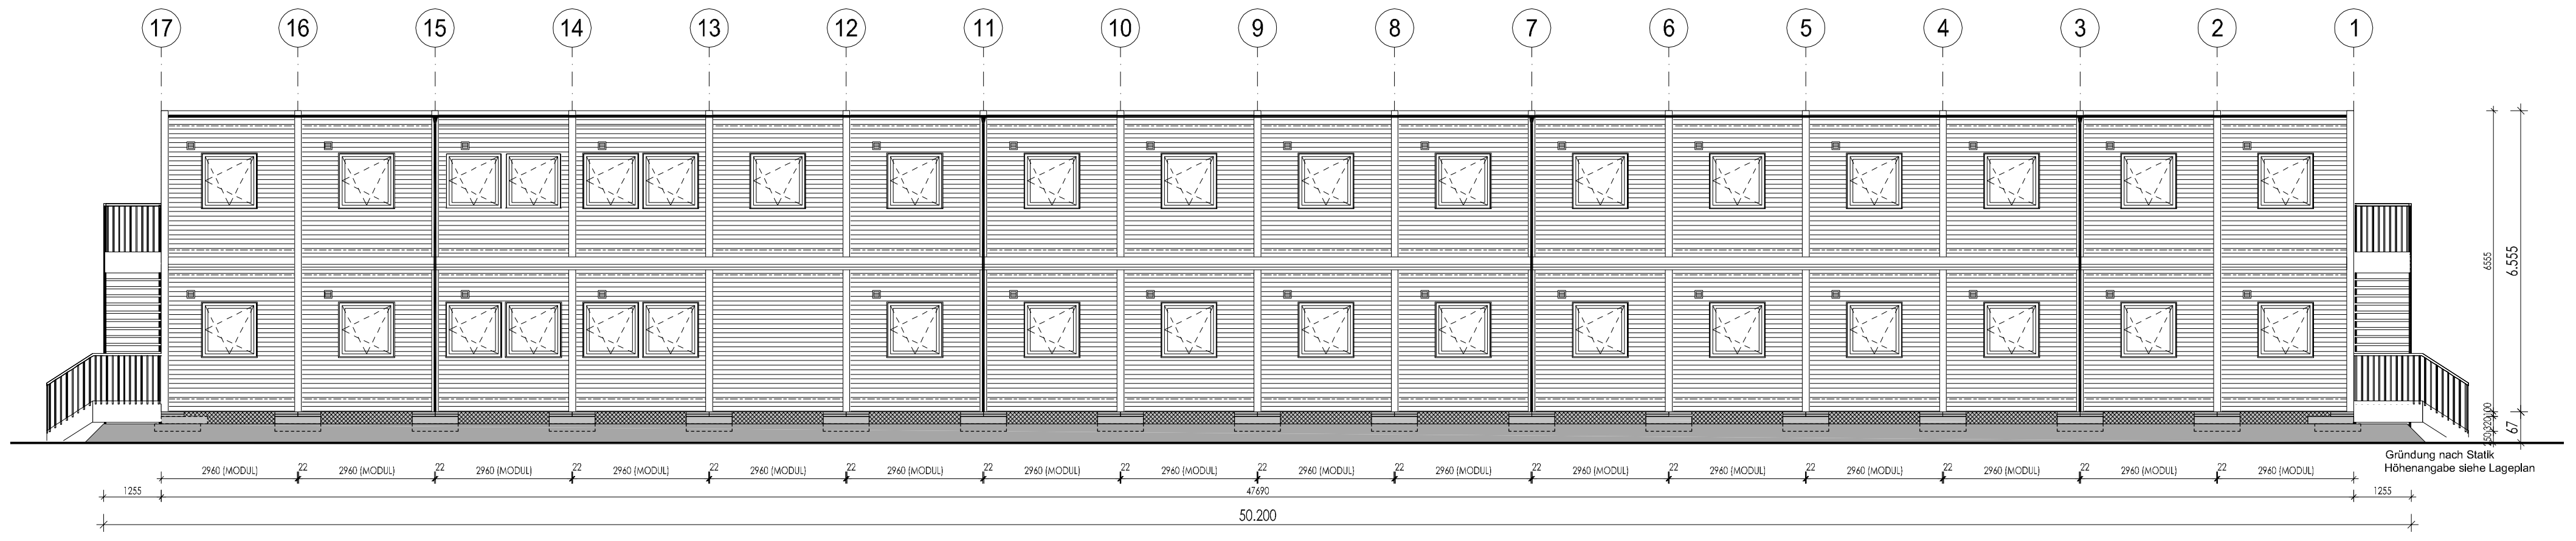 17 16 15 14 13 12 11 10 9 8 7 6 5 4 3 2 1
6555
6.555
250 320 100
67
Gründung nach Statik
Höhenangabe siehe Lageplan
2960 (MODUL) 22 2960 (MODUL) 22 2960 (MODUL) 22 2960 (MODUL) 22 2960 (MODUL) 22 2960 (MODUL) 22 2960 (MODUL) 22 2960 (MODUL) 22 2960 (MODUL) 22 2960 (MODUL) 22 2960 (MODUL) 22 2960 (MODUL) 22 2960 (MODUL) 22 2960 (MODUL) 22 2960 (MODUL) 22 2960 (MODUL)
1255 47690 1255
50.200